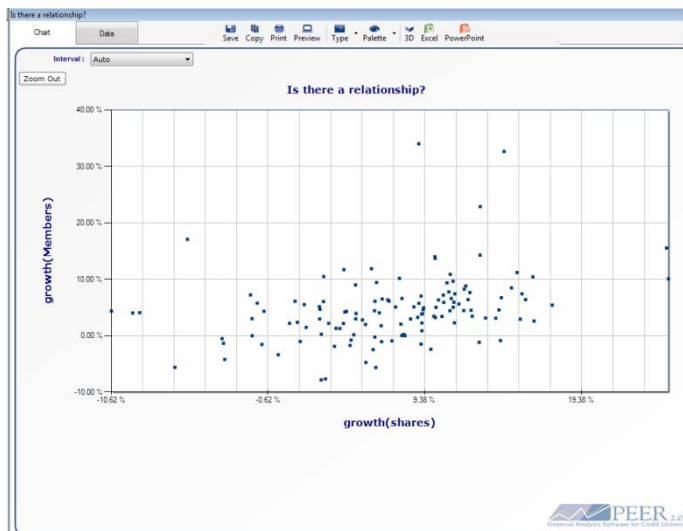 Is there a relationship?
Chart Data Save Copy Print Preview Type Palette 3D Excel PowerPoint
Interval : Auto
Zoom Out
Is there a relationship?
40.00 %
30.00 %
20.00 %
10.00 %
0.00 %
-10.00 %
growth(Members)
-10.62 % -0.62 % 9.38 % 19.38 %
growth(shares)
PEER 2.0
Financial Analysis Software for Credit Unions